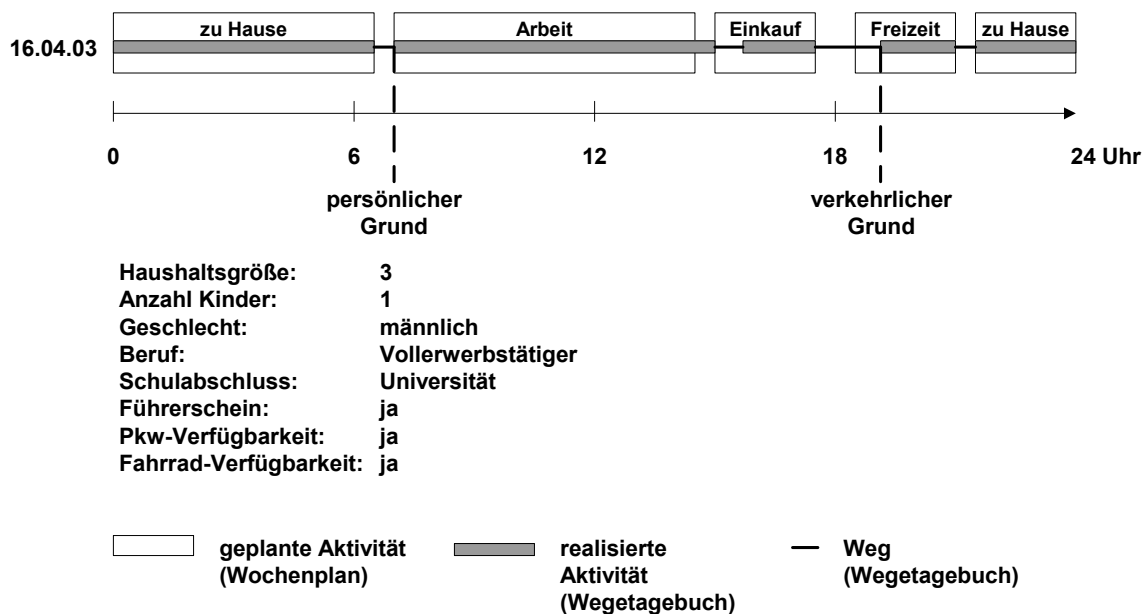 zu Hause Arbeit Einkauf Freizeit zu Hause
16.04.03
0 6 12 18 24 Uhr
persönlicher verkehrlicher
Grund Grund
Haushaltsgröße: 3
Anzahl Kinder: 1
Geschlecht: männlich
Beruf: Vollerwerbstätiger
Schulabschluss: Universität
Führerschein: ja
Pkw-Verfügbarkeit: ja
Fahrrad-Verfügbarkeit: ja
geplante Aktivität realisierte Weg
(Wochenplan) Aktivität (Wegetagebuch)
(Wegetagebuch)